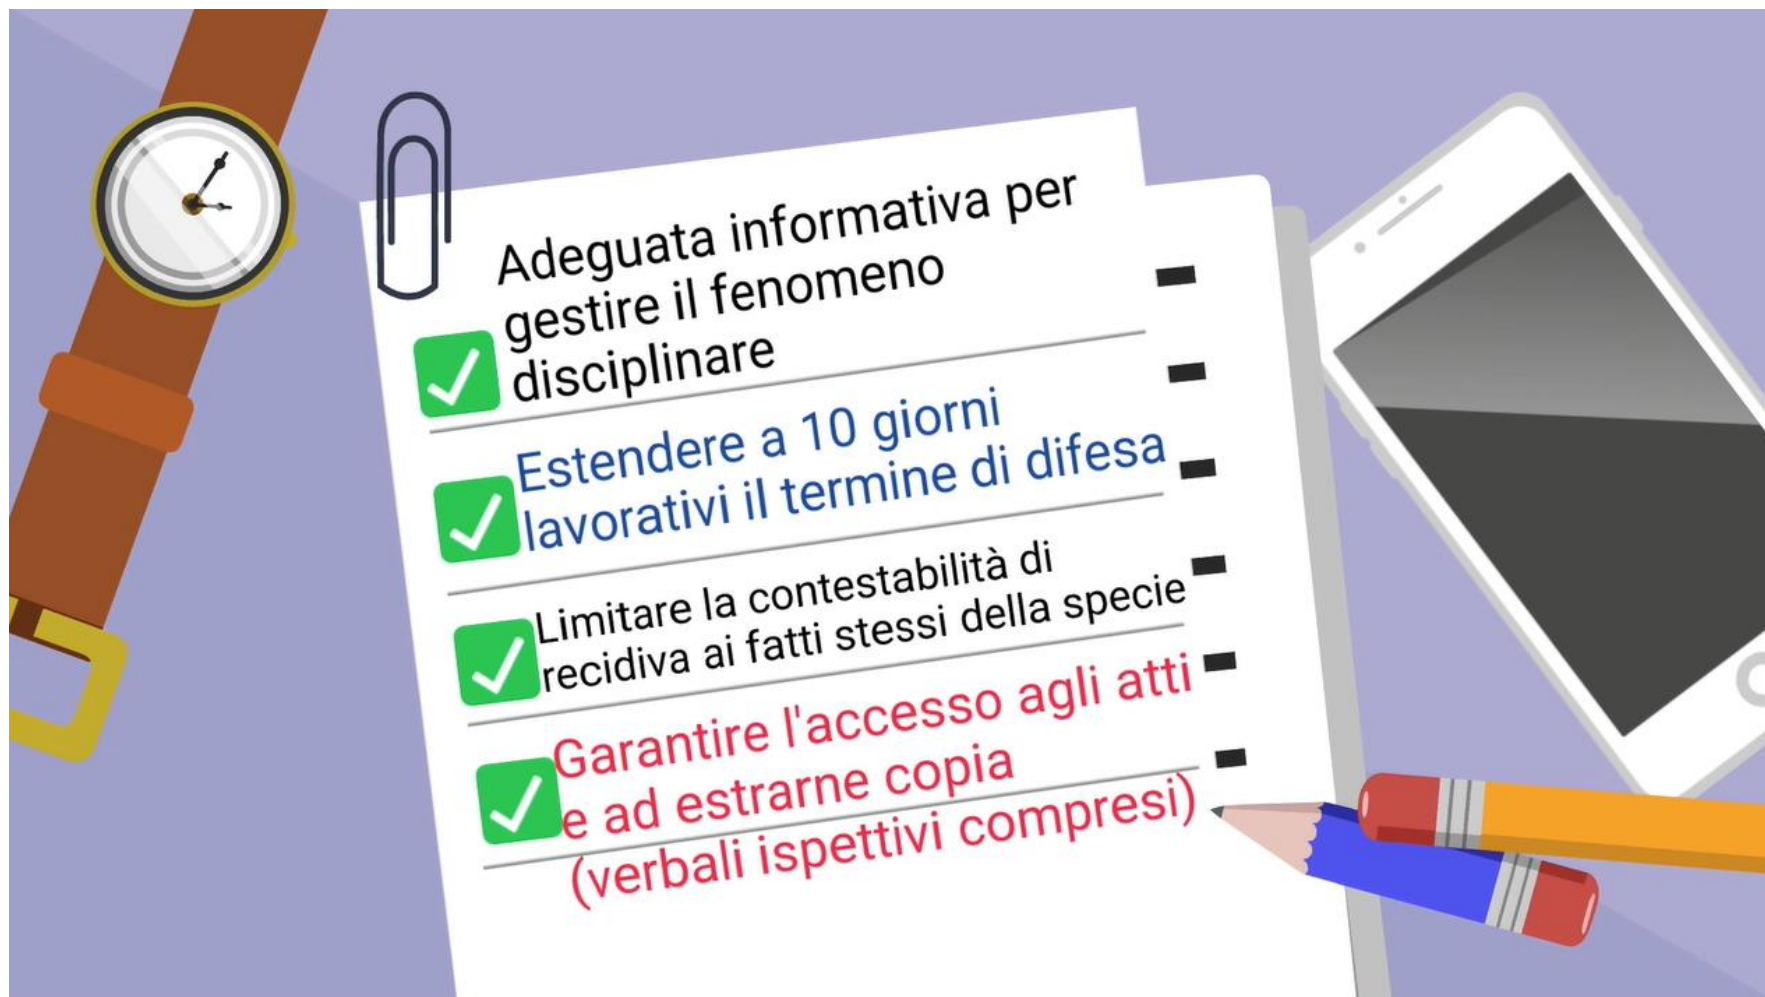 Adeguata informativa per
gestire il fenomeno
disciplinare
Estendere a 10 giorni
lavorativi il termine di difesa
Limitare la contestabilità di
recidiva ai fatti stessi della specie
Garantire l'accesso agli atti
e ad estrarne copia
(verbali ispettivi compresi)